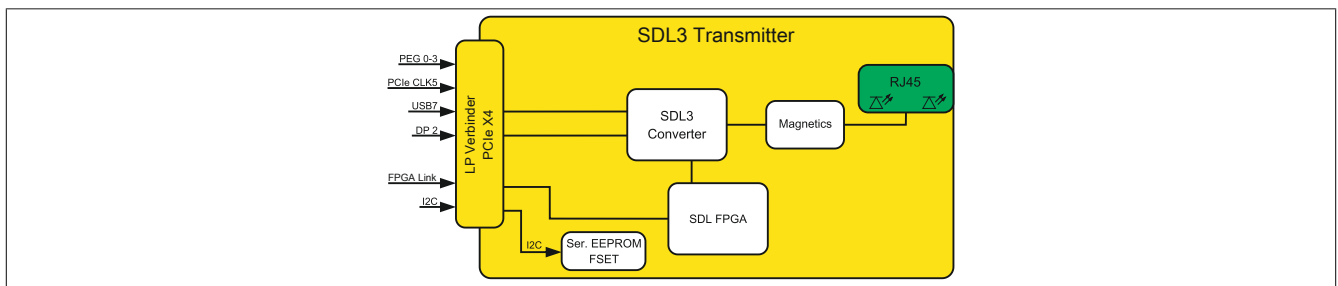 SDL3 Transmitter
PEG 0-3
PCIe CLK5
USB7
DP 2
FPGA Link
I2C
LP Verbinder
PCIe X4
SDL3
Converter
Magnetics
RJ45
SDL FPGA
I2C
Ser. EEPROM
FSET